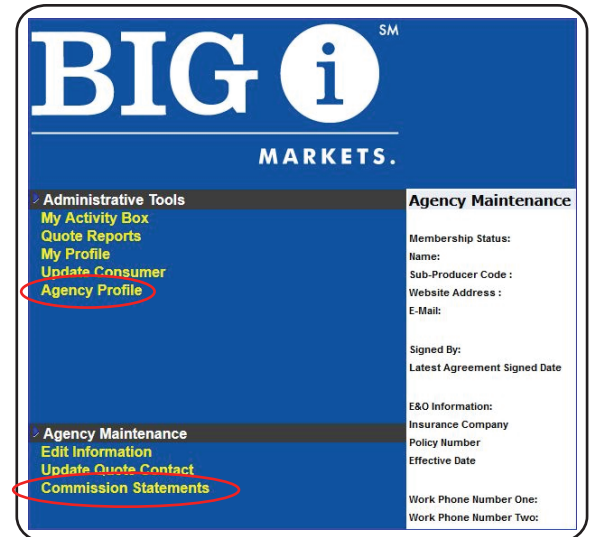 BIG i SM
MARKETS.
Administrative Tools
My Activity Box
Quote Reports
My Profile
Update Consumer
Agency Profile
Agency Maintenance
Edit Information
Update Quote Contact
Commission Statements
Agency Maintenance
Membership Status:
Name:
Sub-Producer Code :
Website Address :
E-Mail:
Signed By:
Latest Agreement Signed Date
E&O Information:
Insurance Company
Policy Number
Effective Date
Work Phone Number One:
Work Phone Number Two: